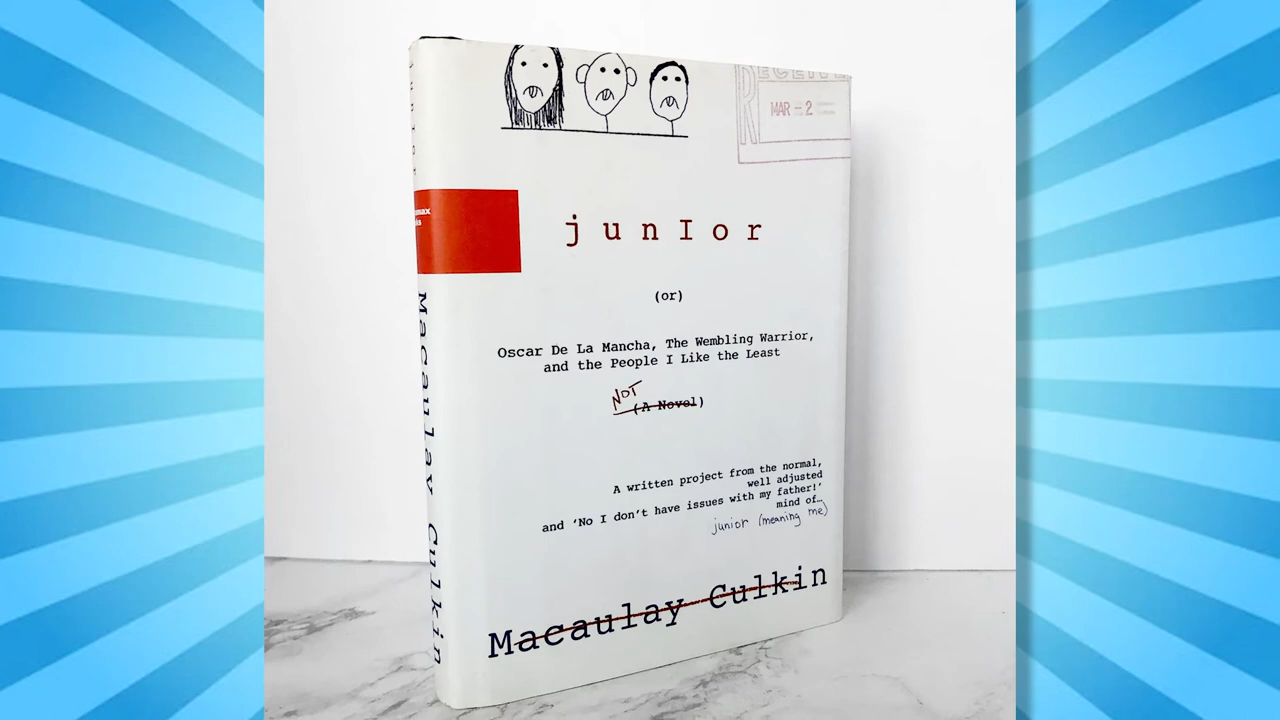 RECEIVE
MAR - 2
junIor
(or)
Oscar De La Mancha, The Wembling Warrior,
and the People I Like the Least
NOT
(A Novel)
A written project from the normal,
well adjusted
and ‘No I don’t have issues with my father!’
mind of…
junior (meaning me)
Macaulay Culkin
Macaulay Culkin